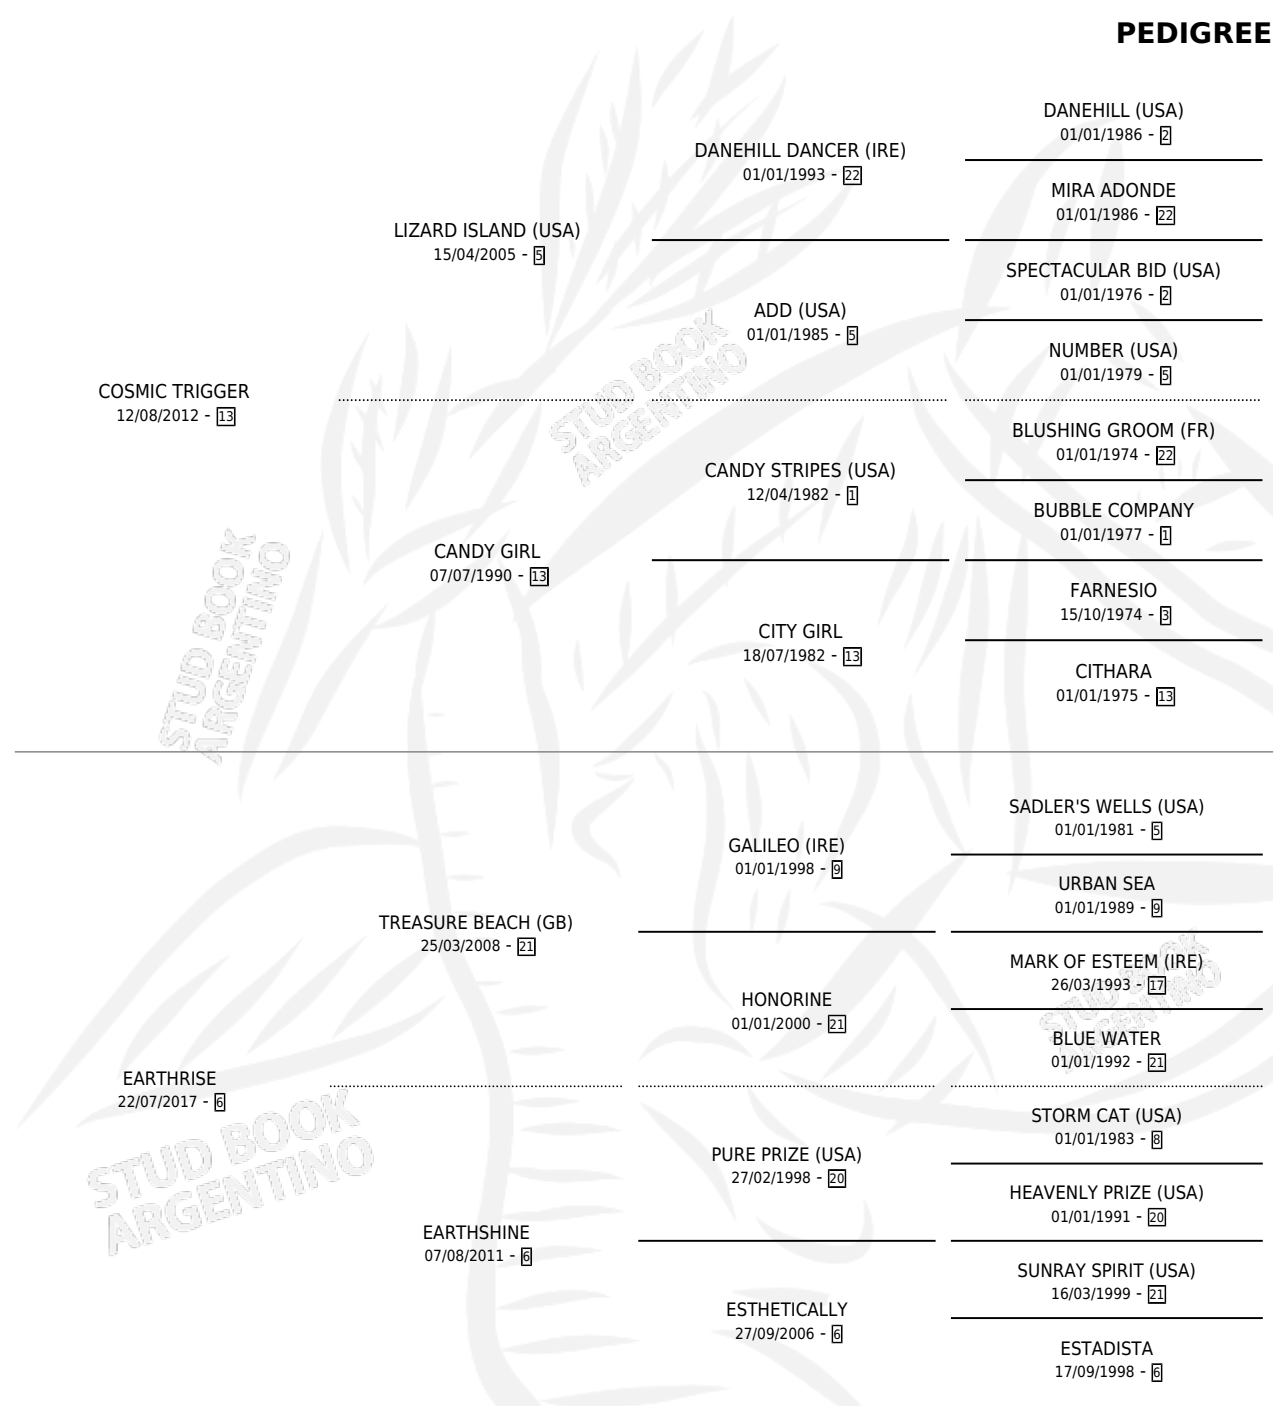 PEDIGREE
DANEHILL (USA)
01/01/1986 - 2
DANEHILL DANCER (IRE)
01/01/1993 - 22
MIRA ADONDE
01/01/1986 - 22
LIZARD ISLAND (USA)
15/04/2005 - 5
SPECTACULAR BID (USA)
01/01/1976 - 2
ADD (USA)
01/01/1985 - 5
NUMBER (USA)
01/01/1979 - 5
COSMIC TRIGGER
12/08/2012 - 13
BLUSHING GROOM (FR)
01/01/1974 - 22
CANDY STRIPES (USA)
12/04/1982 - 1
BUBBLE COMPANY
01/01/1977 - 1
CANDY GIRL
07/07/1990 - 13
FARNESIO
15/10/1974 - 3
CITY GIRL
18/07/1982 - 13
CITHARA
01/01/1975 - 13
SADLER'S WELLS (USA)
01/01/1981 - 5
GALILEO (IRE)
01/01/1998 - 9
URBAN SEA
01/01/1989 - 9
TREASURE BEACH (GB)
25/03/2008 - 21
MARK OF ESTEEM (IRE)
26/03/1993 - 17
HONORINE
01/01/2000 - 21
BLUE WATER
01/01/1992 - 21
EARTHRISE
22/07/2017 - 6
STORM CAT (USA)
01/01/1983 - 8
PURE PRIZE (USA)
27/02/1998 - 20
HEAVENLY PRIZE (USA)
01/01/1991 - 20
EARTHSHINE
07/08/2011 - 6
SUNRAY SPIRIT (USA)
16/03/1999 - 21
ESTHETICALLY
27/09/2006 - 6
ESTADISTA
17/09/1998 - 6
STUD BOOK
ARGENTINO
STUD BOOK
ARGENTINO
STUD BOOK
ARGENTINO
STUD BOOK
ARGENTINO